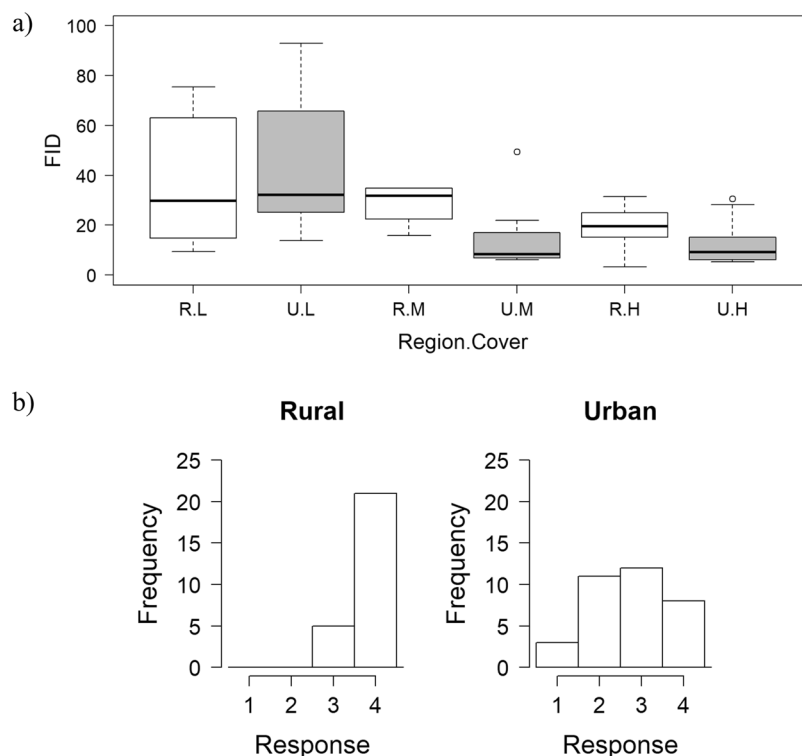 a)
100
80
60
40
20
0
FID
R.L U.L R.M U.M R.H U.H
Region.Cover
b)
Rural
25
20
15
10
5
0
Frequency
1 2 3 4
Response
Urban
25
20
15
10
5
0
Frequency
1 2 3 4
Response